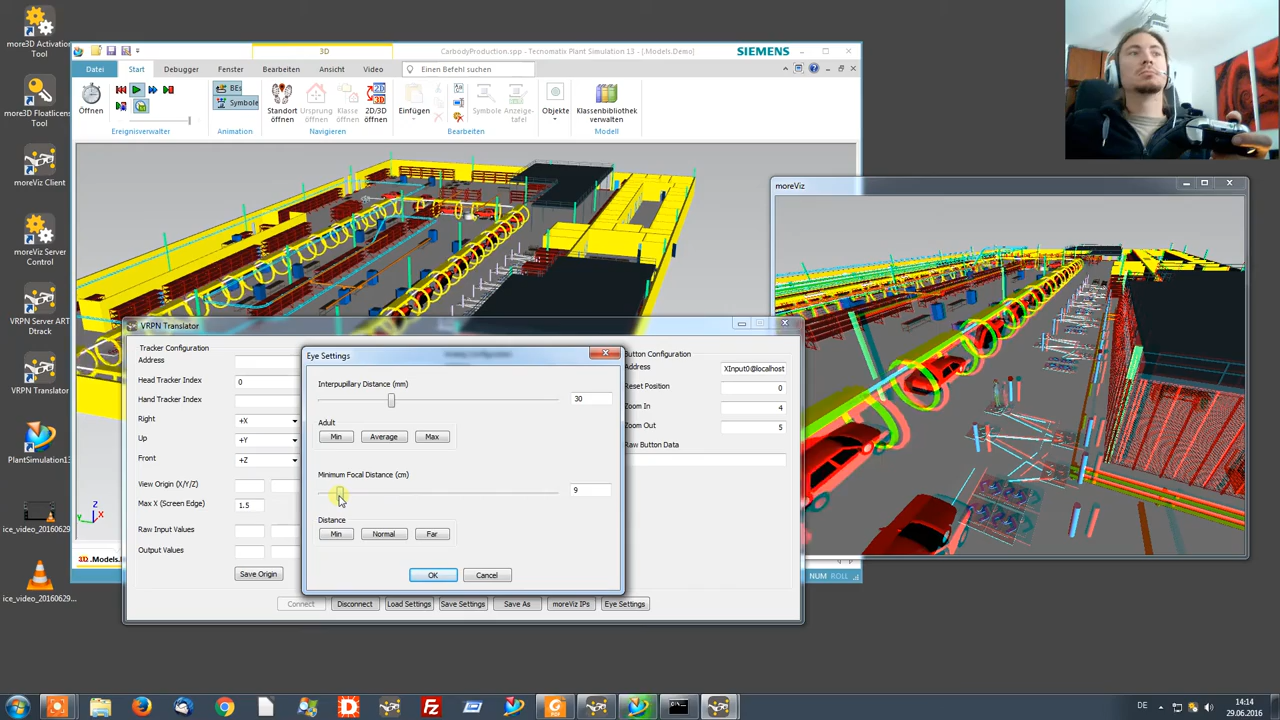 more3D Activation
Tool
more3D Floatlicens
Tool
moreViz Client
moreViz Server
Control
VRPN Server ART
Dtrack
VRPN Translator
PlantSimulation13
ice_video_20160629...
ice_video_20160629...
3D
CarbodyProduction.spp - Tecnomatix Plant Simulation 13 - [.Models.Demo]
SIEMENS
Datei
Start
Debugger
Fenster
Bearbeiten
Ansicht
Video
Einen Befehl suchen
Öffnen
Ereignisverwalter
BEs
Symbole
Animation
Standort
öffnen
Ursprung
öffnen
Klasse
öffnen
2D/3D
öffnen
Navigieren
Einfügen
Symbole
Anzeige-
tafel
Bearbeiten
Objekte
Klassenbibliothek
verwalten
Modell
moreViz
Z
Y
X
3D .Models.
NUM ROLL
VRPN Translator
Tracker Configuration
Address
Head Tracker Index
0
Hand Tracker Index
Right
+X
Up
+Y
Front
+Z
View Origin (X/Y/Z)
Max X (Screen Edge)
1.5
Raw Input Values
Output Values
Save Origin
Button Configuration
Address
XInput0@localhost
Reset Position
0
Zoom In
4
Zoom Out
5
Raw Button Data
Connect
Disconnect
Load Settings
Save Settings
Save As
moreViz IPs
Eye Settings
Eye Settings
Interpupillary Distance (mm)
30
Adult
Min
Average
Max
Minimum Focal Distance (cm)
9
Distance
Min
Normal
Far
OK
Cancel
DE
14:14
29.06.2016